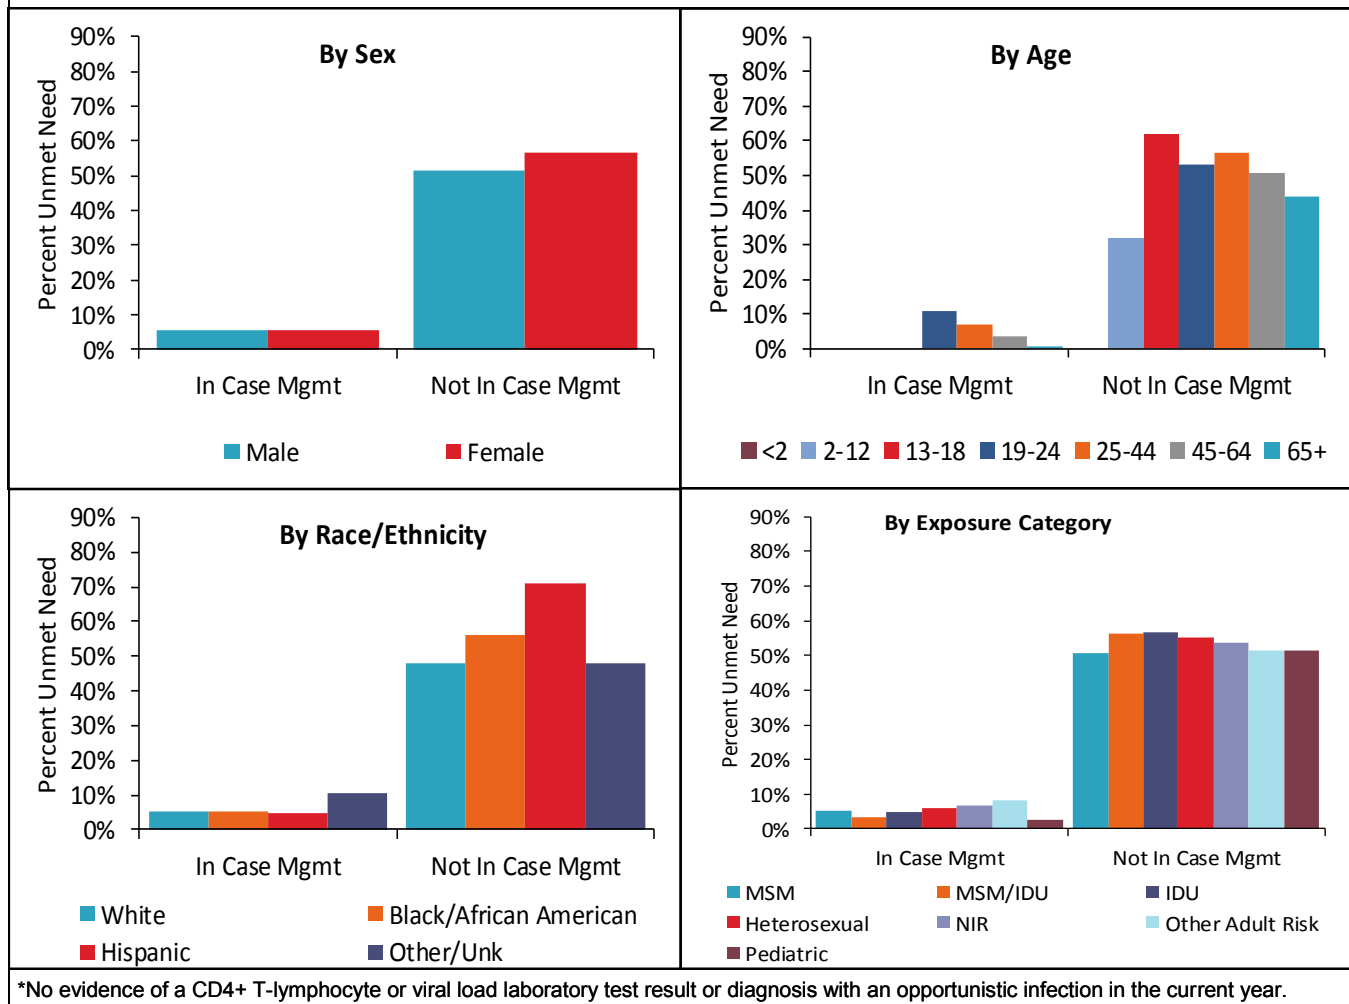 By Sex
Percent Unmet Need
90%
80%
70%
60%
50%
40%
30%
20%
10%
0%
In Case Mgmt Not In Case Mgmt
Male Female
By Age
Percent Unmet Need
90%
80%
70%
60%
50%
40%
30%
20%
10%
0%
In Case Mgmt Not In Case Mgmt
<2 2-12 13-18 19-24 25-44 45-64 65+
By Race/Ethnicity
Percent Unmet Need
90%
80%
70%
60%
50%
40%
30%
20%
10%
0%
In Case Mgmt Not In Case Mgmt
White Black/African American
Hispanic Other/Unk
By Exposure Category
Percent Unmet Need
90%
80%
70%
60%
50%
40%
30%
20%
10%
0%
In Case Mgmt Not In Case Mgmt
MSM MSM/IDU IDU
Heterosexual NIR Other Adult Risk
Pediatric
*No evidence of a CD4+ T-lymphocyte or viral load laboratory test result or diagnosis with an opportunistic infection in the current year.